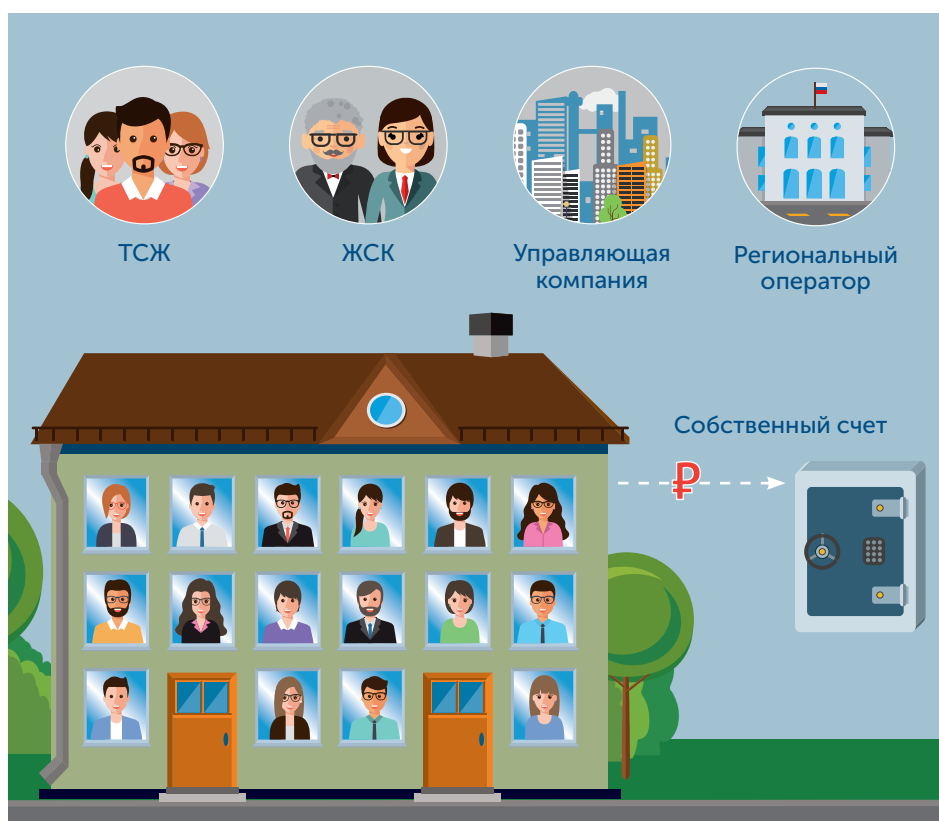 ТСЖ
ЖСК
Управляющая
компания
Региональный
оператор
Собственный счет
₽